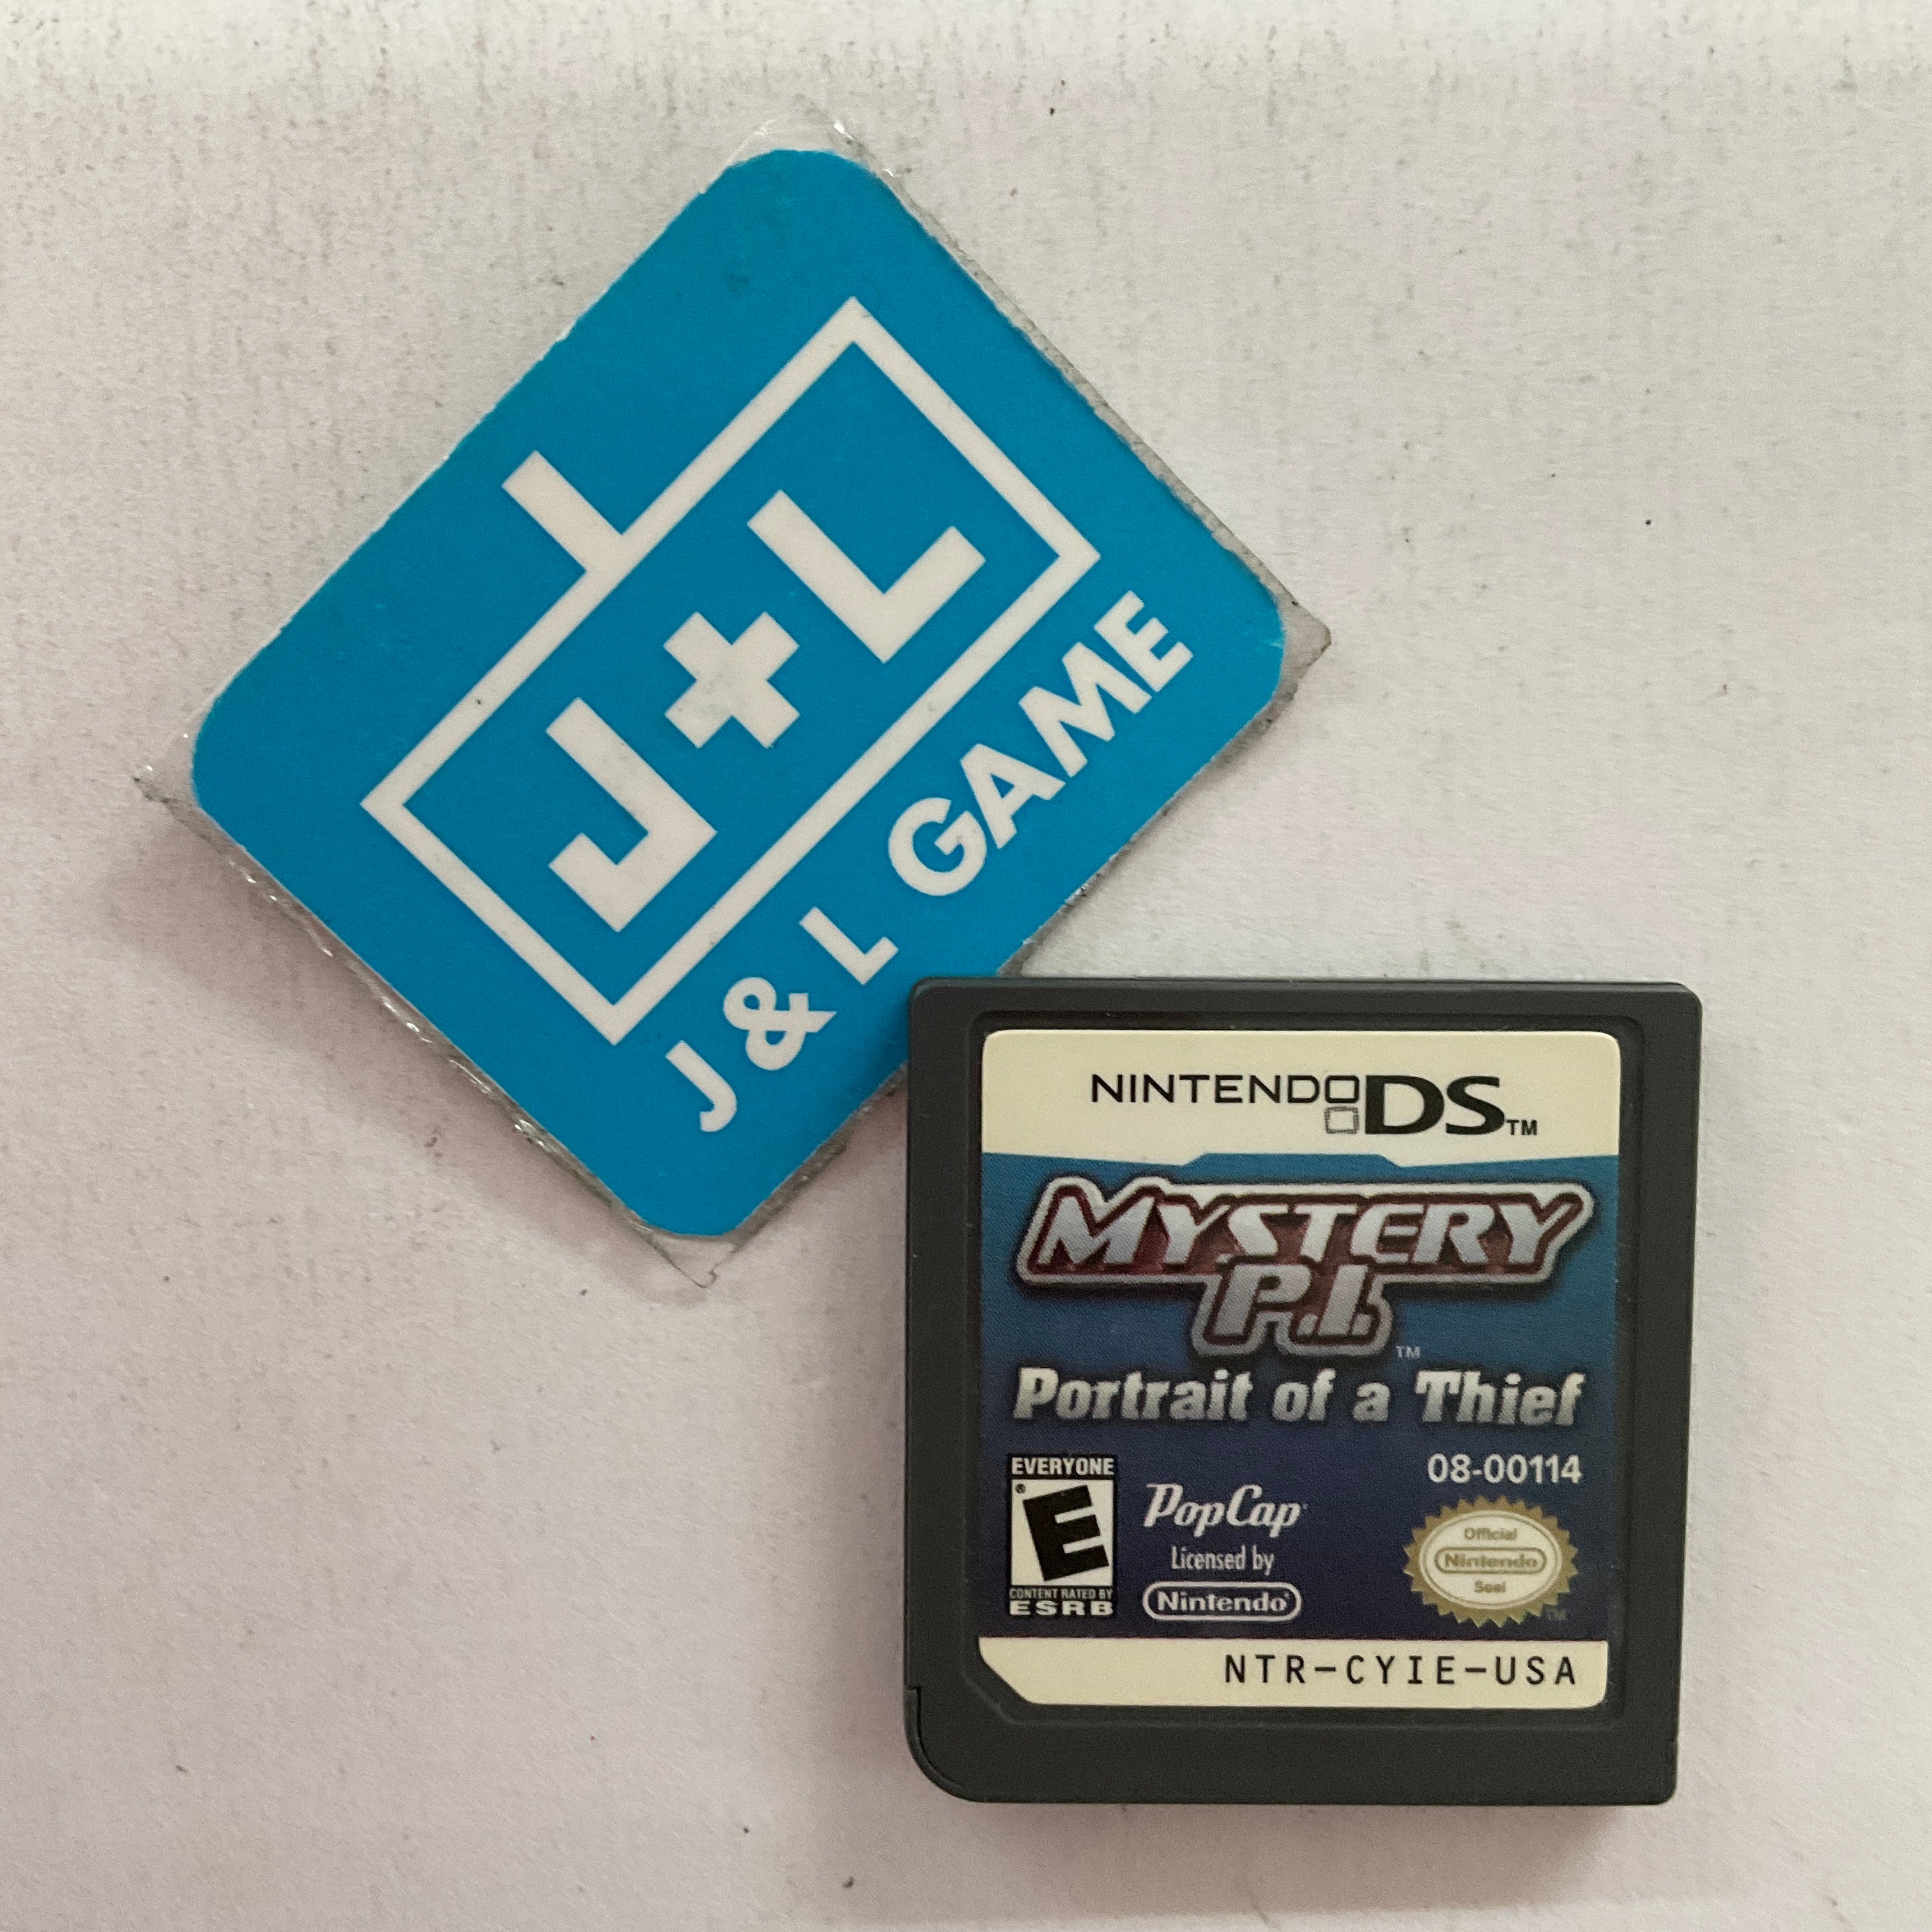 J+L
J & L GAME
NINTENDO DS™
MYSTERY
P.I.™
Portrait of a Thief
08-00114
EVERYONE
E®
CONTENT RATED BY
ESRB
PopCap®
Licensed by
Nintendo®
Official
Nintendo
Seal
TM
NTR-CYIE-USA